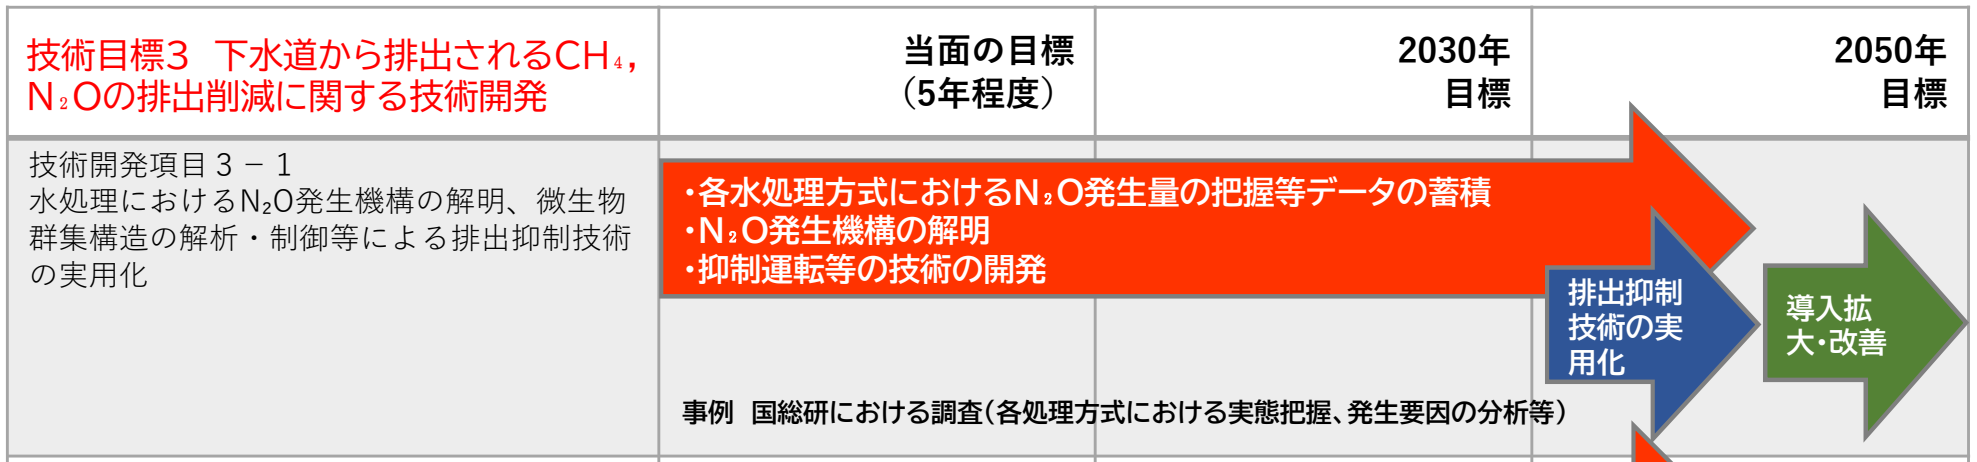 技術目標3　下水道から排出されるCH₄,
N₂Oの排出削減に関する技術開発
当面の目標
（5年程度）
2030年
目標
2050年
目標
技術開発項目３－１
水処理におけるN₂O発生機構の解明、微生物
群集構造の解析・制御等による排出抑制技術
の実用化
・各水処理方式におけるN₂O発生量の把握等データの蓄積
・N₂O発生機構の解明
・抑制運転等の技術の開発
排出抑制
技術の実
用化
導入拡
大・改善
事例　国総研における調査（各処理方式における実態把握、発生要因の分析等）